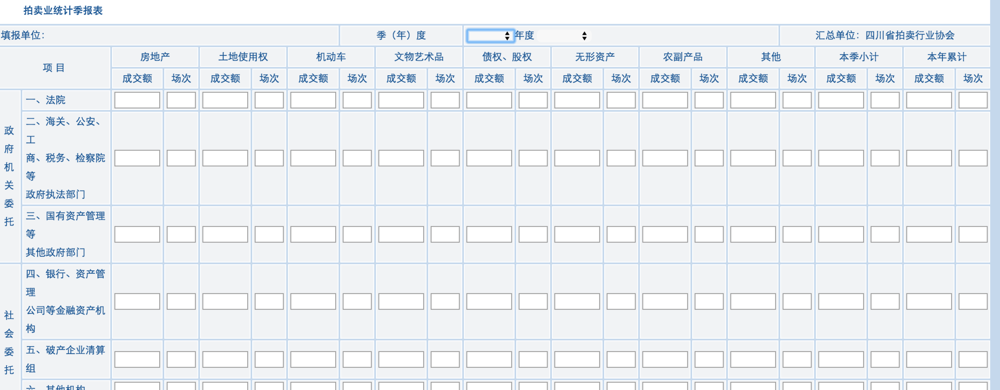 拍卖业统计季报表
填报单位： 季（年）度 年度 汇总单位：四川省拍卖行业协会
项 目 房地产 土地使用权 机动车 文物艺术品 债权、股权 无形资产 农副产品 其他 本季小计 本年累计
成交额 场次 成交额 场次 成交额 场次 成交额 场次 成交额 场次 成交额 场次 成交额 场次 成交额 场次 成交额 场次 成交额 场次
政
府
机
关
委
托
一、法院
二、海关、公安、
工
商、税务、检察院
等
政府执法部门
三、国有资产管理
等
其他政府部门
社
会
委
托
四、银行、资产管
理
公司等金融资产机
构
五、破产企业清算
组
六、其他机构